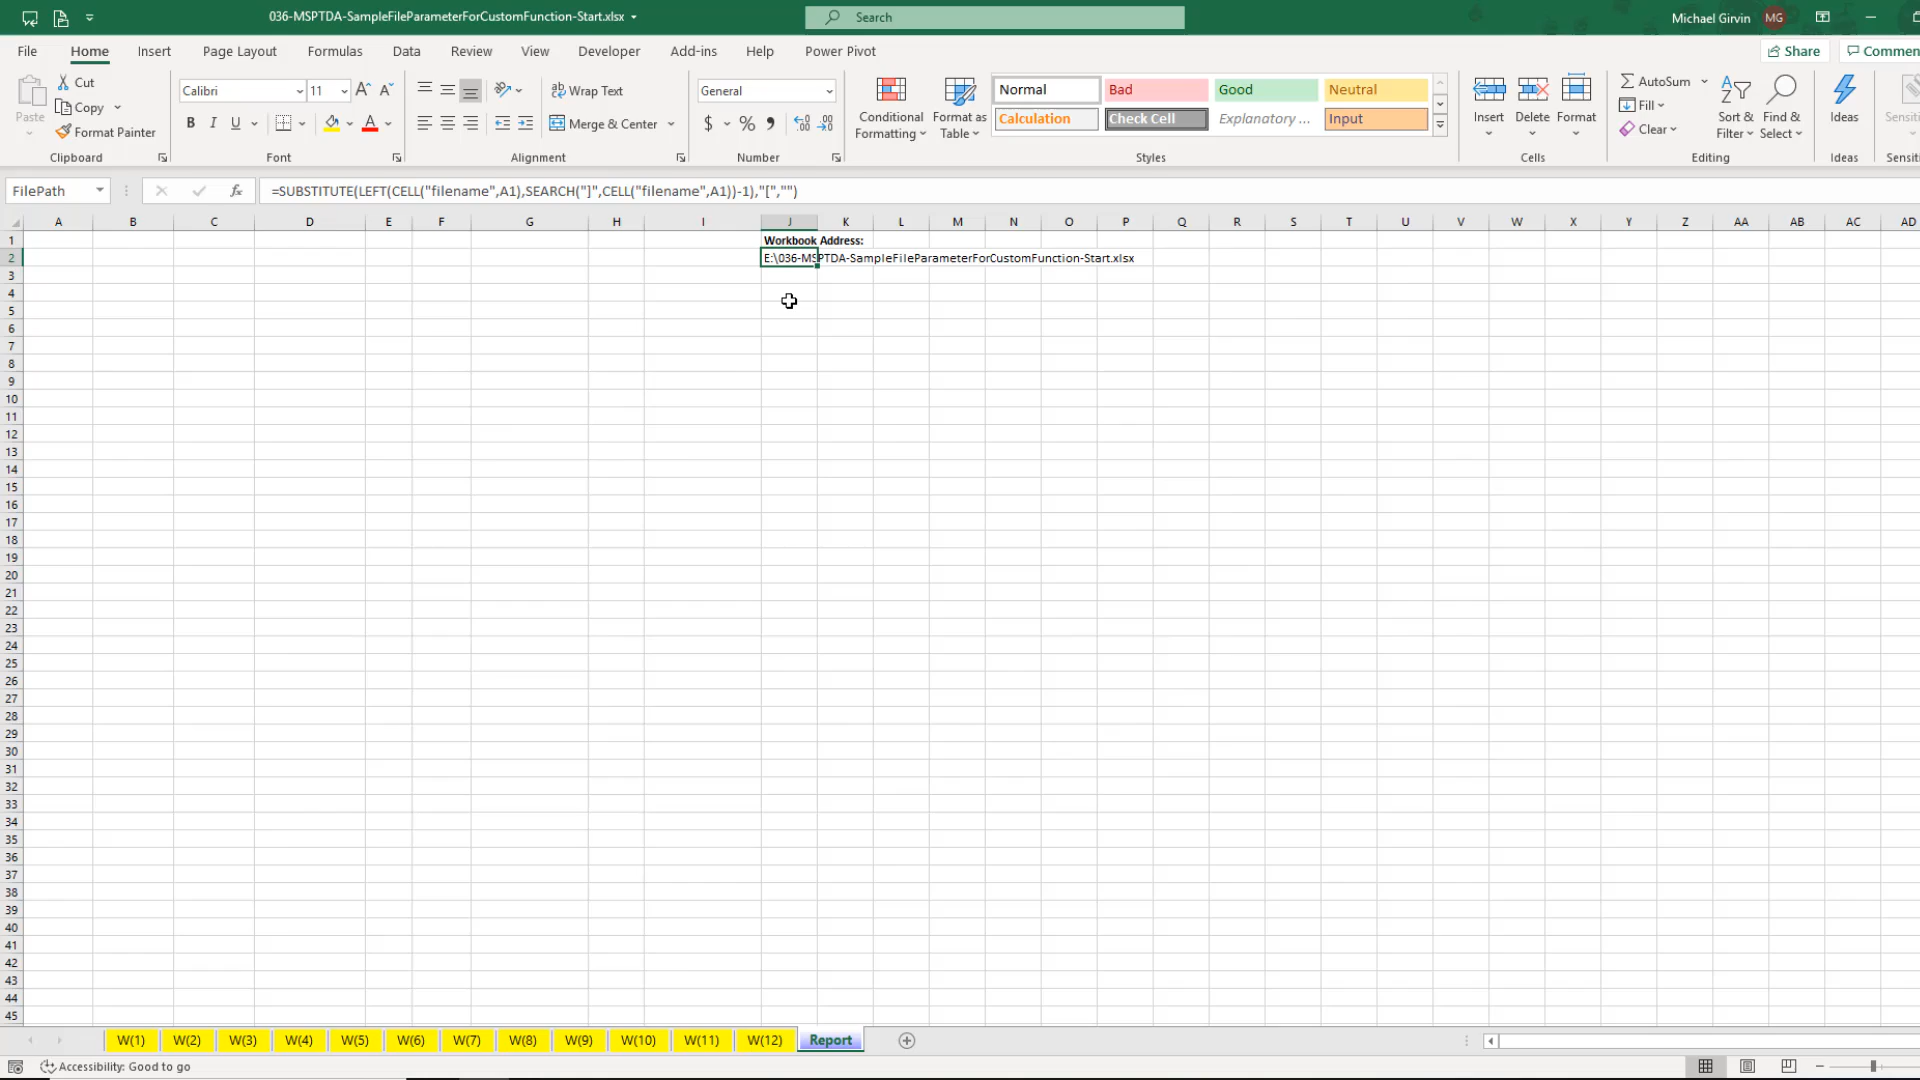 036-MSPTDA-SampleFileParameterForCustomFunction-Start.xlsx
Search
Michael Girvin MG
File Home Insert Page Layout Formulas Data Review View Developer Add-ins Help Power Pivot Share Commen
Paste
Cut
Copy
Format Painter
Clipboard
Calibri 11
B I U
Font
Wrap Text
Merge & Center
Alignment
General
$ % ,
Number
Conditional Formatting
Format as Table
Normal Bad Good Neutral
Calculation Check Cell Explanatory ... Input
Styles
Insert Delete Format
Cells
AutoSum
Fill
Clear
Sort & Filter
Find & Select
Editing
Ideas
Ideas
Sensiti
Sensiti
FilePath fx =SUBSTITUTE(LEFT(CELL("filename",A1),SEARCH("]",CELL("filename",A1))-1),"[","")
A B C D E F G H I J K L M N O P Q R S T U V W X Y Z AA AB AC AD
1 Workbook Address:
2 E:\036-MSPTDA-SampleFileParameterForCustomFunction-Start.xlsx
3
4
5
6
7
8
9
10
11
12
13
14
15
16
17
18
19
20
21
22
23
24
25
26
27
28
29
30
31
32
33
34
35
36
37
38
39
40
41
42
43
44
45
W(1) W(2) W(3) W(4) W(5) W(6) W(7) W(8) W(9) W(10) W(11) W(12) Report
Accessibility: Good to go